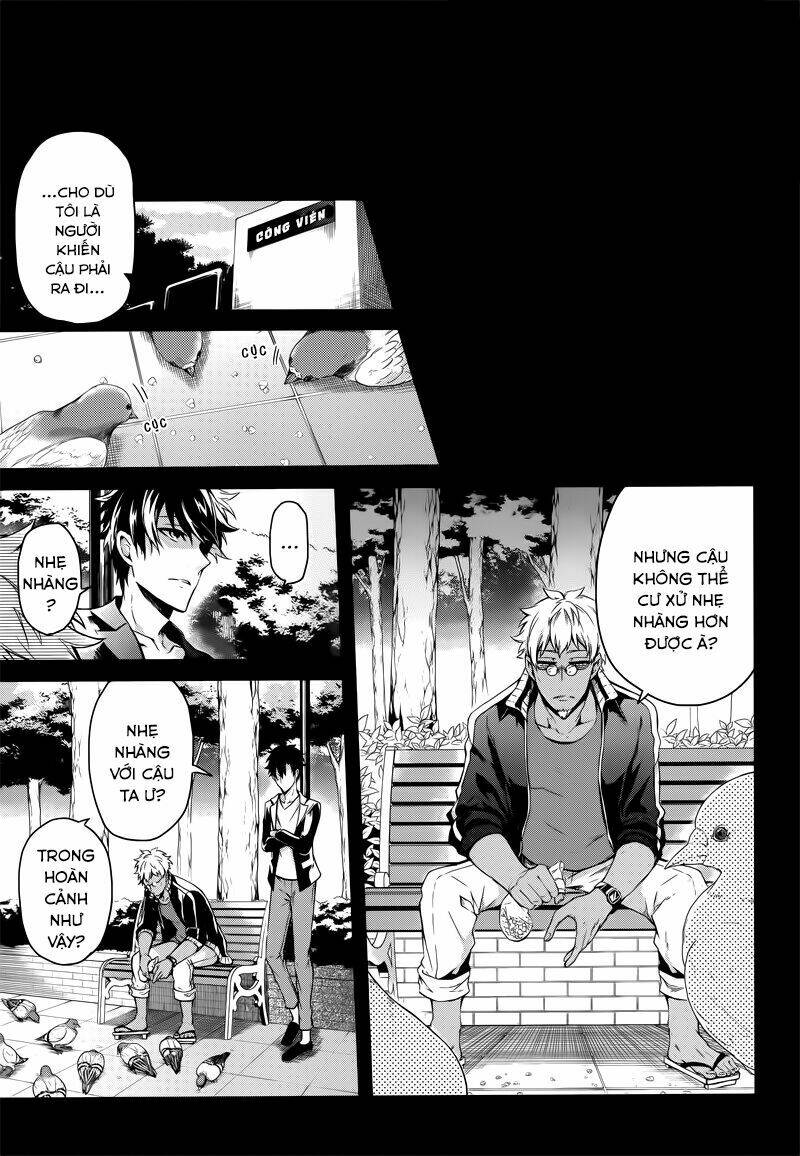 ...CHO DÙ
TÔI LÀ
NGƯỜI
KHIẾN
CẬU PHẢI
RA ĐI...
CÔNG VIÊN
CỤC
CỤC
NHƯNG CẬU
KHÔNG THỂ
CƯ XỬ NHẸ
NHÀNG HƠN
ĐƯỢC À?
...
NHẸ
NHÀNG?
NHẸ
NHÀNG
VỚI CẬU
TA Ư?
TRONG
HOÀN
CẢNH
NHƯ
VẬY?